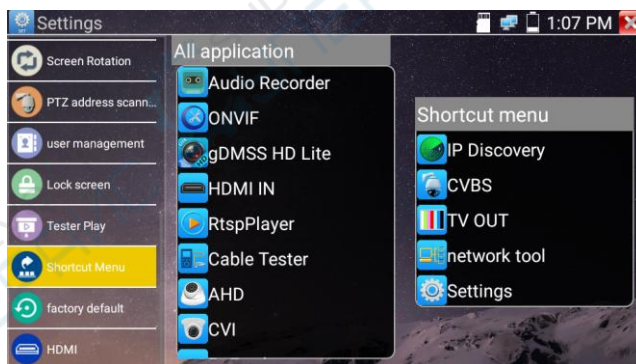 Settings
1:07 PM
Screen Rotation
PTZ address scann...
user management
Lock screen
Tester Play
Shortcut Menu
factory default
HDMI
All application
Audio Recorder
ONVIF
gDMSS HD Lite
HDMI IN
RtspPlayer
Cable Tester
AHD
CVI
Shortcut menu
IP Discovery
CVBS
TV OUT
network tool
Settings